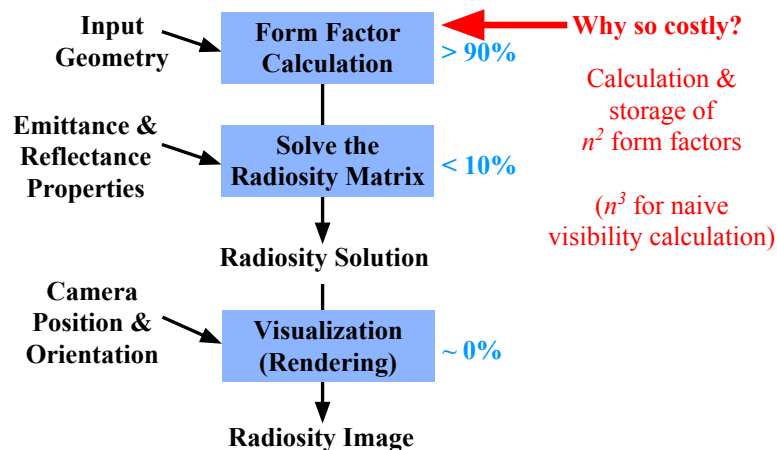 Input
Geometry
Form Factor
Calculation
> 90%
Why so costly?
Calculation &
storage of
n² form factors
(n³ for naive
visibility calculation)
Emittance &
Reflectance
Properties
Solve the
Radiosity Matrix
< 10%
Radiosity Solution
Camera
Position &
Orientation
Visualization
(Rendering)
~ 0%
Radiosity Image